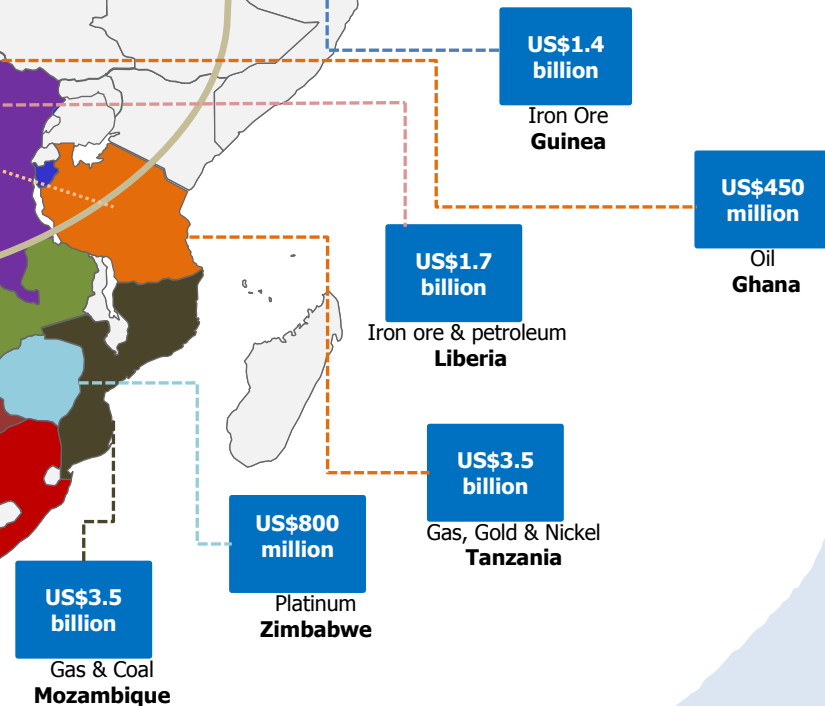 US$1.4
billion
Iron Ore
Guinea
US$450
million
Oil
Ghana
US$1.7
billion
Iron ore & petroleum
Liberia
US$3.5
billion
Gas, Gold & Nickel
Tanzania
US$800
million
Platinum
Zimbabwe
US$3.5
billion
Gas & Coal
Mozambique